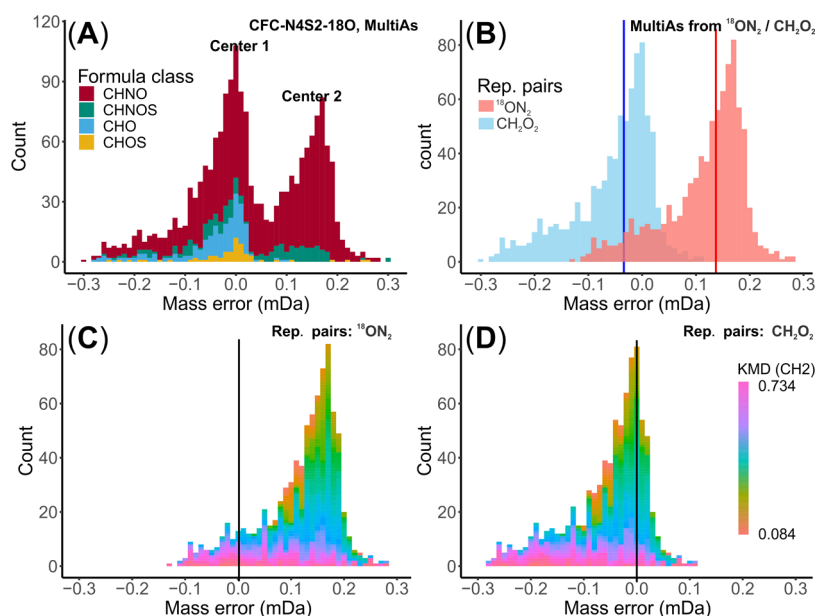 (A)
CFC-N4S2-18O, MultiAs
Center 1
Center 2
Formula class
CHNO
CHNOS
CHO
CHOS
Count
120
90
60
30
0
−0.3 −0.2 −0.1 0.0 0.1 0.2 0.3
Mass error (mDa)
(B)
MultiAs from ¹⁸ON₂ / CH₂O₂
Rep. pairs
¹⁸ON₂
CH₂O₂
count
80
60
40
20
0
−0.3 −0.2 −0.1 0.0 0.1 0.2 0.3
Mass error (mDa)
(C)
Rep. pairs: ¹⁸ON₂
Count
80
60
40
20
0
−0.3 −0.2 −0.1 0.0 0.1 0.2 0.3
Mass error (mDa)
(D)
Rep. pairs: CH₂O₂
KMD (CH2)
0.734
0.084
Count
80
60
40
20
0
−0.3 −0.2 −0.1 0.0 0.1 0.2 0.3
Mass error (mDa)